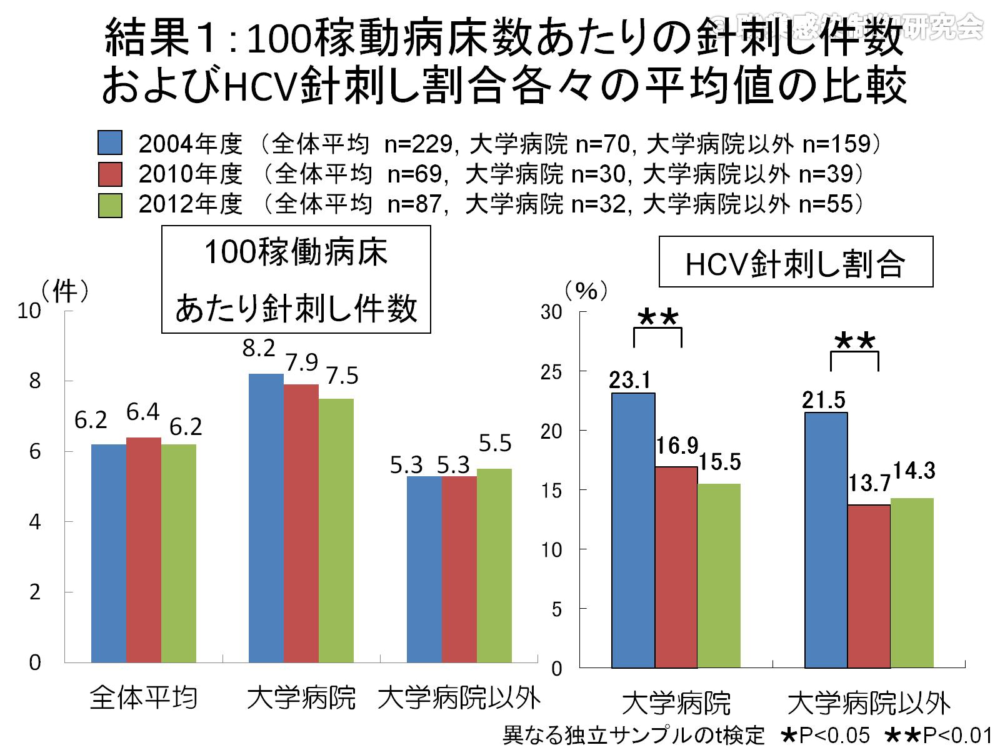 © 職業感染制御研究会
結果１：100稼動病床数あたりの針刺し件数
およびHCV針刺し割合各々の平均値の比較
2004年度 （全体平均 n=229, 大学病院 n=70, 大学病院以外 n=159）
2010年度 （全体平均 n=69, 大学病院 n=30, 大学病院以外 n=39）
2012年度 （全体平均 n=87, 大学病院 n=32, 大学病院以外 n=55）
100稼働病床
あたり針刺し件数
（件）
10
8
6
4
2
0
6.2
6.4
6.2
8.2
7.9
7.5
5.3
5.3
5.5
全体平均
大学病院
大学病院以外
HCV針刺し割合
（%）
30
25
20
15
10
5
0
★★
★★
23.1
16.9
15.5
21.5
13.7
14.3
大学病院
大学病院以外
異なる独立サンプルのt検定 ★P<0.05 ★★P<0.01